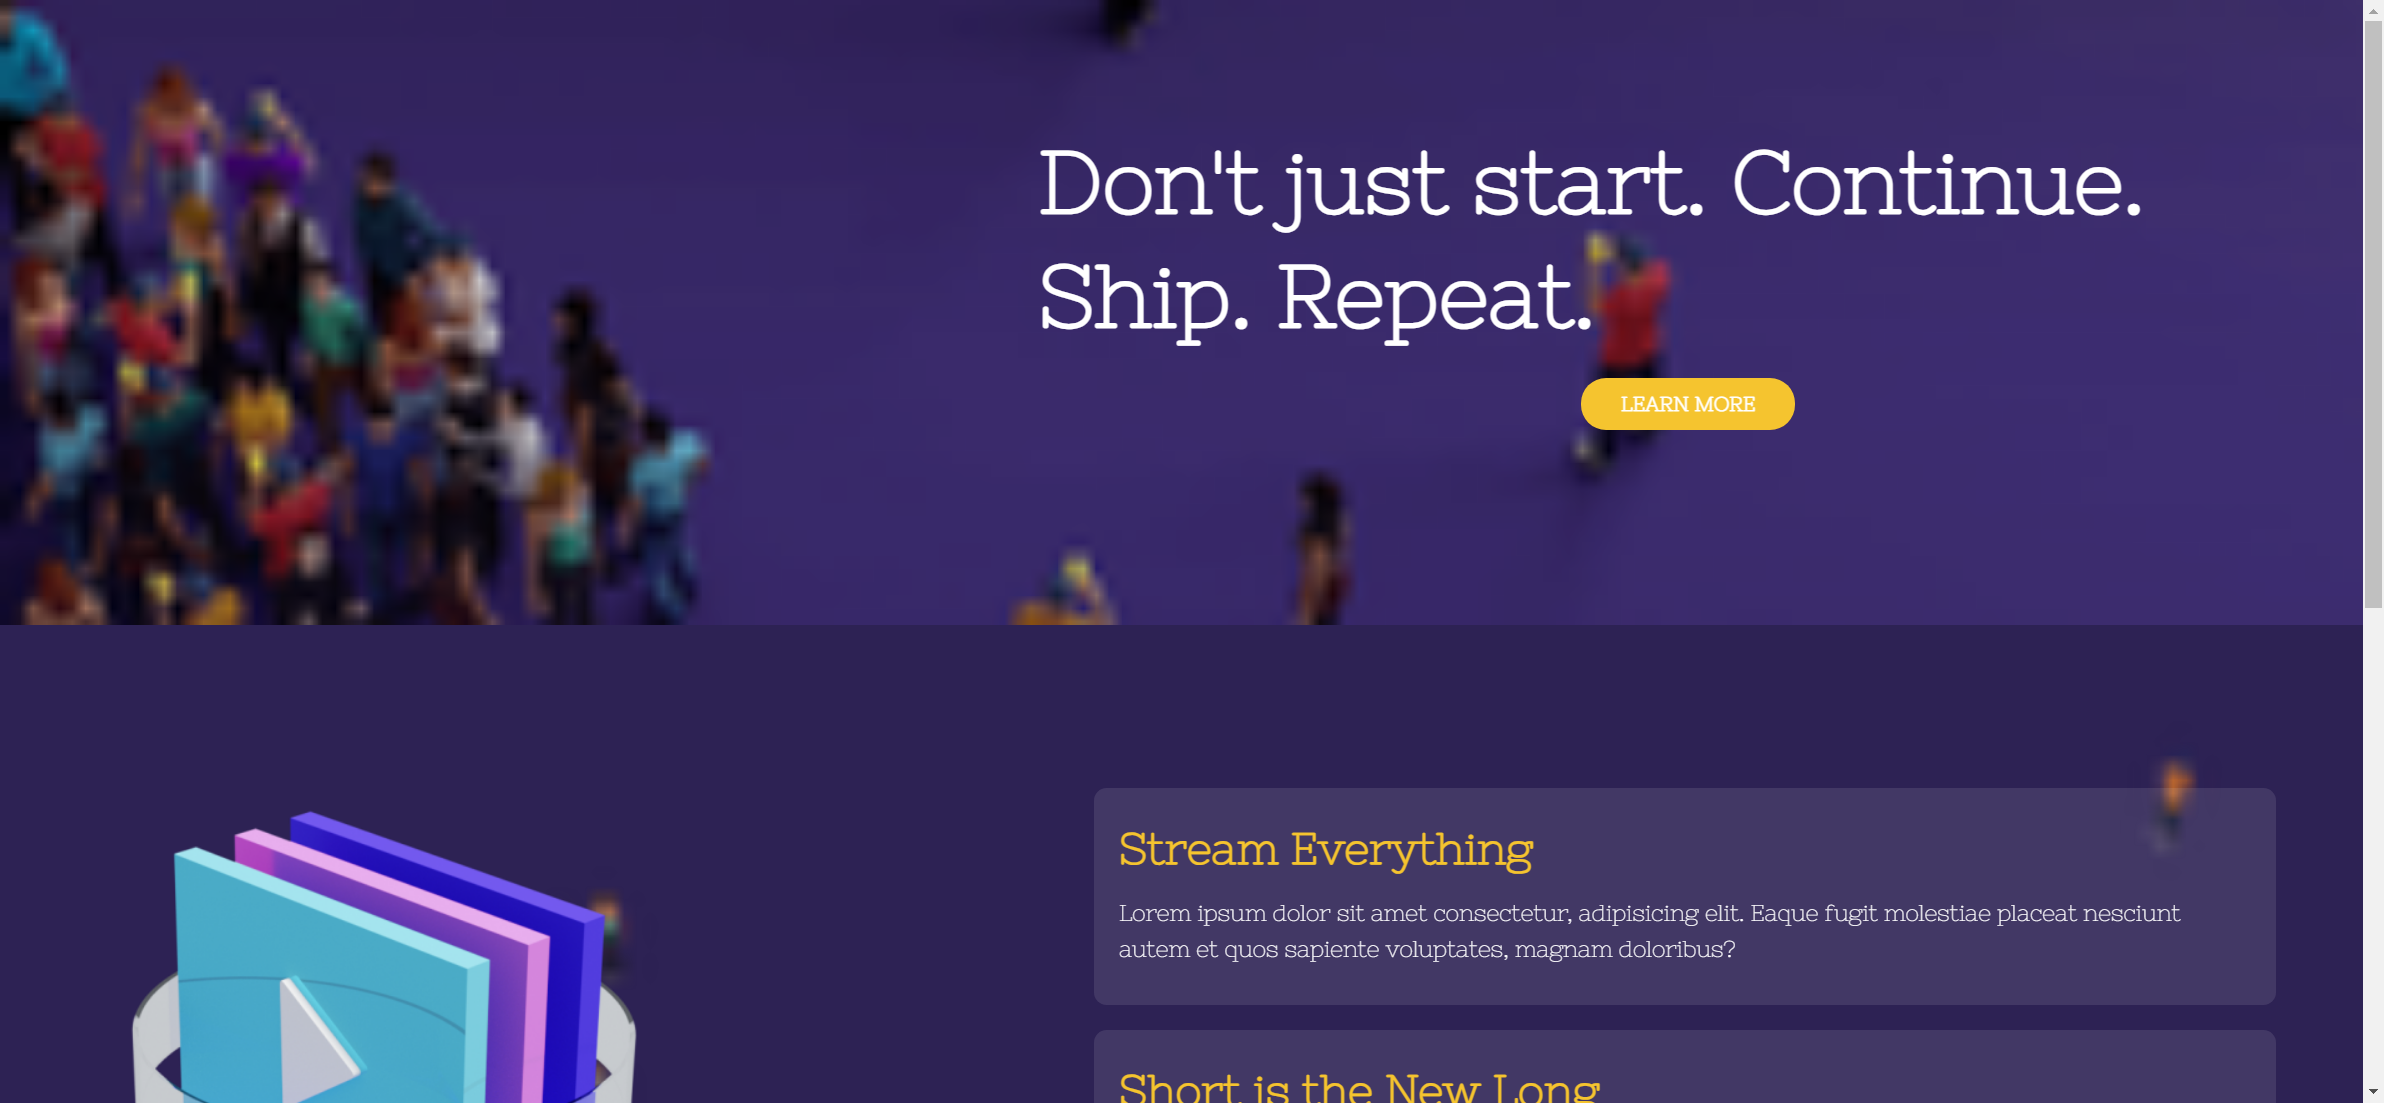 Don't just start. Continue.
Ship. Repeat.
LEARN MORE
Stream Everything
Lorem ipsum dolor sit amet consectetur, adipisicing elit. Eaque fugit molestiae placeat nesciunt
autem et quos sapiente voluptates, magnam doloribus?
Short is the New Long